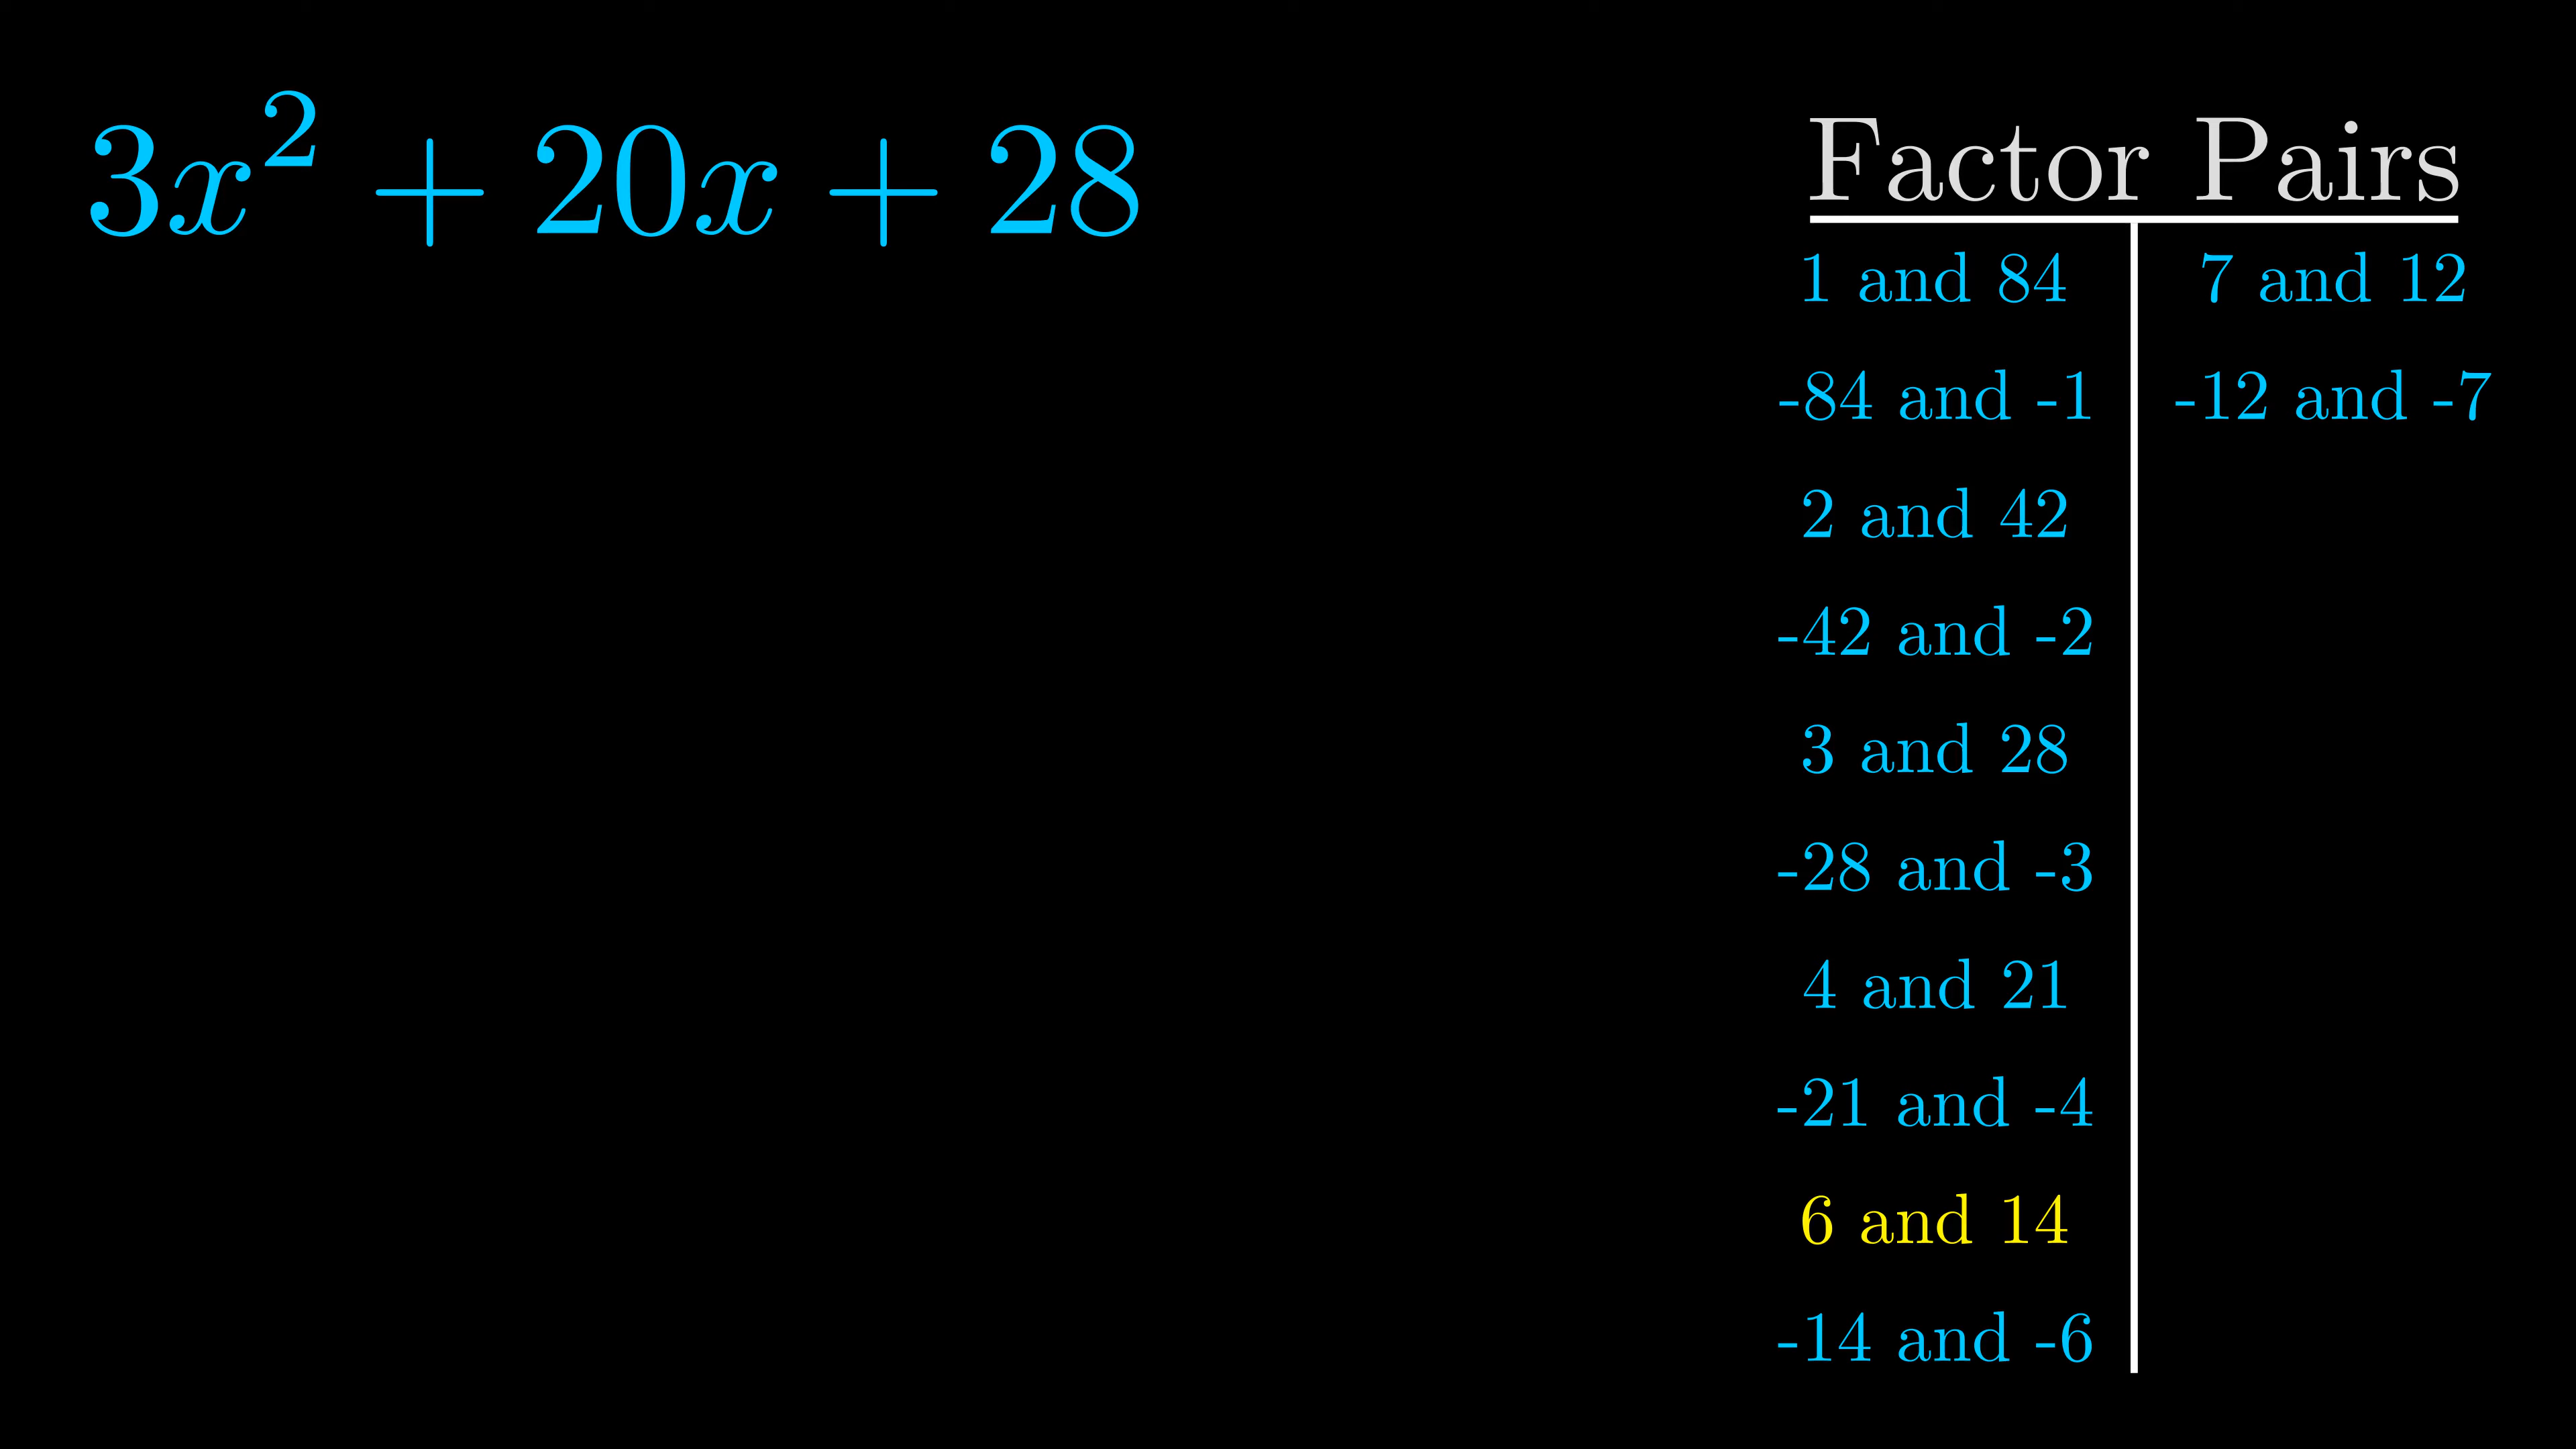 3x² + 20x + 28
Factor Pairs
1 and 84
-84 and -1
2 and 42
-42 and -2
3 and 28
-28 and -3
4 and 21
-21 and -4
6 and 14
-14 and -6
7 and 12
-12 and -7